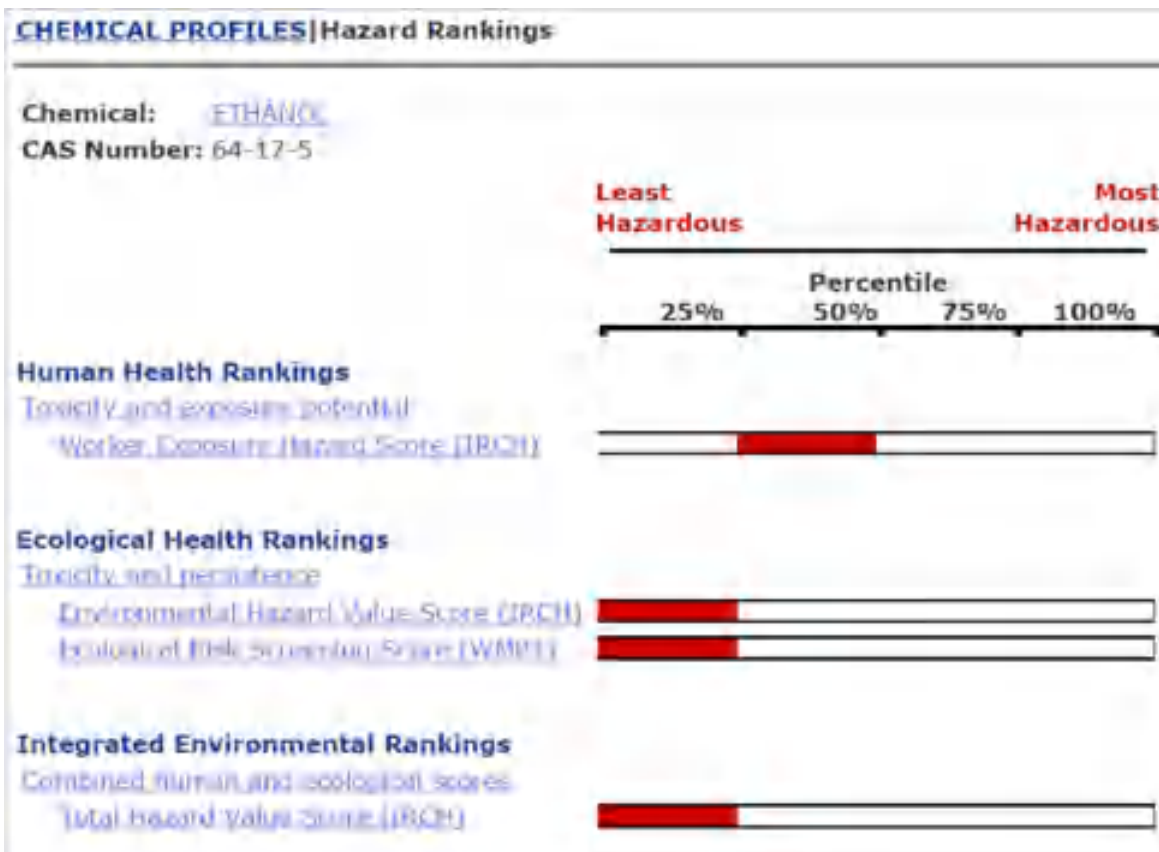 CHEMICAL PROFILES|Hazard Rankings
Chemical: ETHANOL
CAS Number: 64-17-5
Least Hazardous
Most Hazardous
Percentile
25% 50% 75% 100%
Human Health Rankings
Toxicity and exposure potential
Worker Exposure Hazard Score (IRCH)
Ecological Health Rankings
Toxicity and persistence
Environmental Hazard Value Score (IRCH)
Ecological Risk Screening Score (WMPT)
Integrated Environmental Rankings
Combined human and ecological scores
Total Hazard Value Score (IRCH)